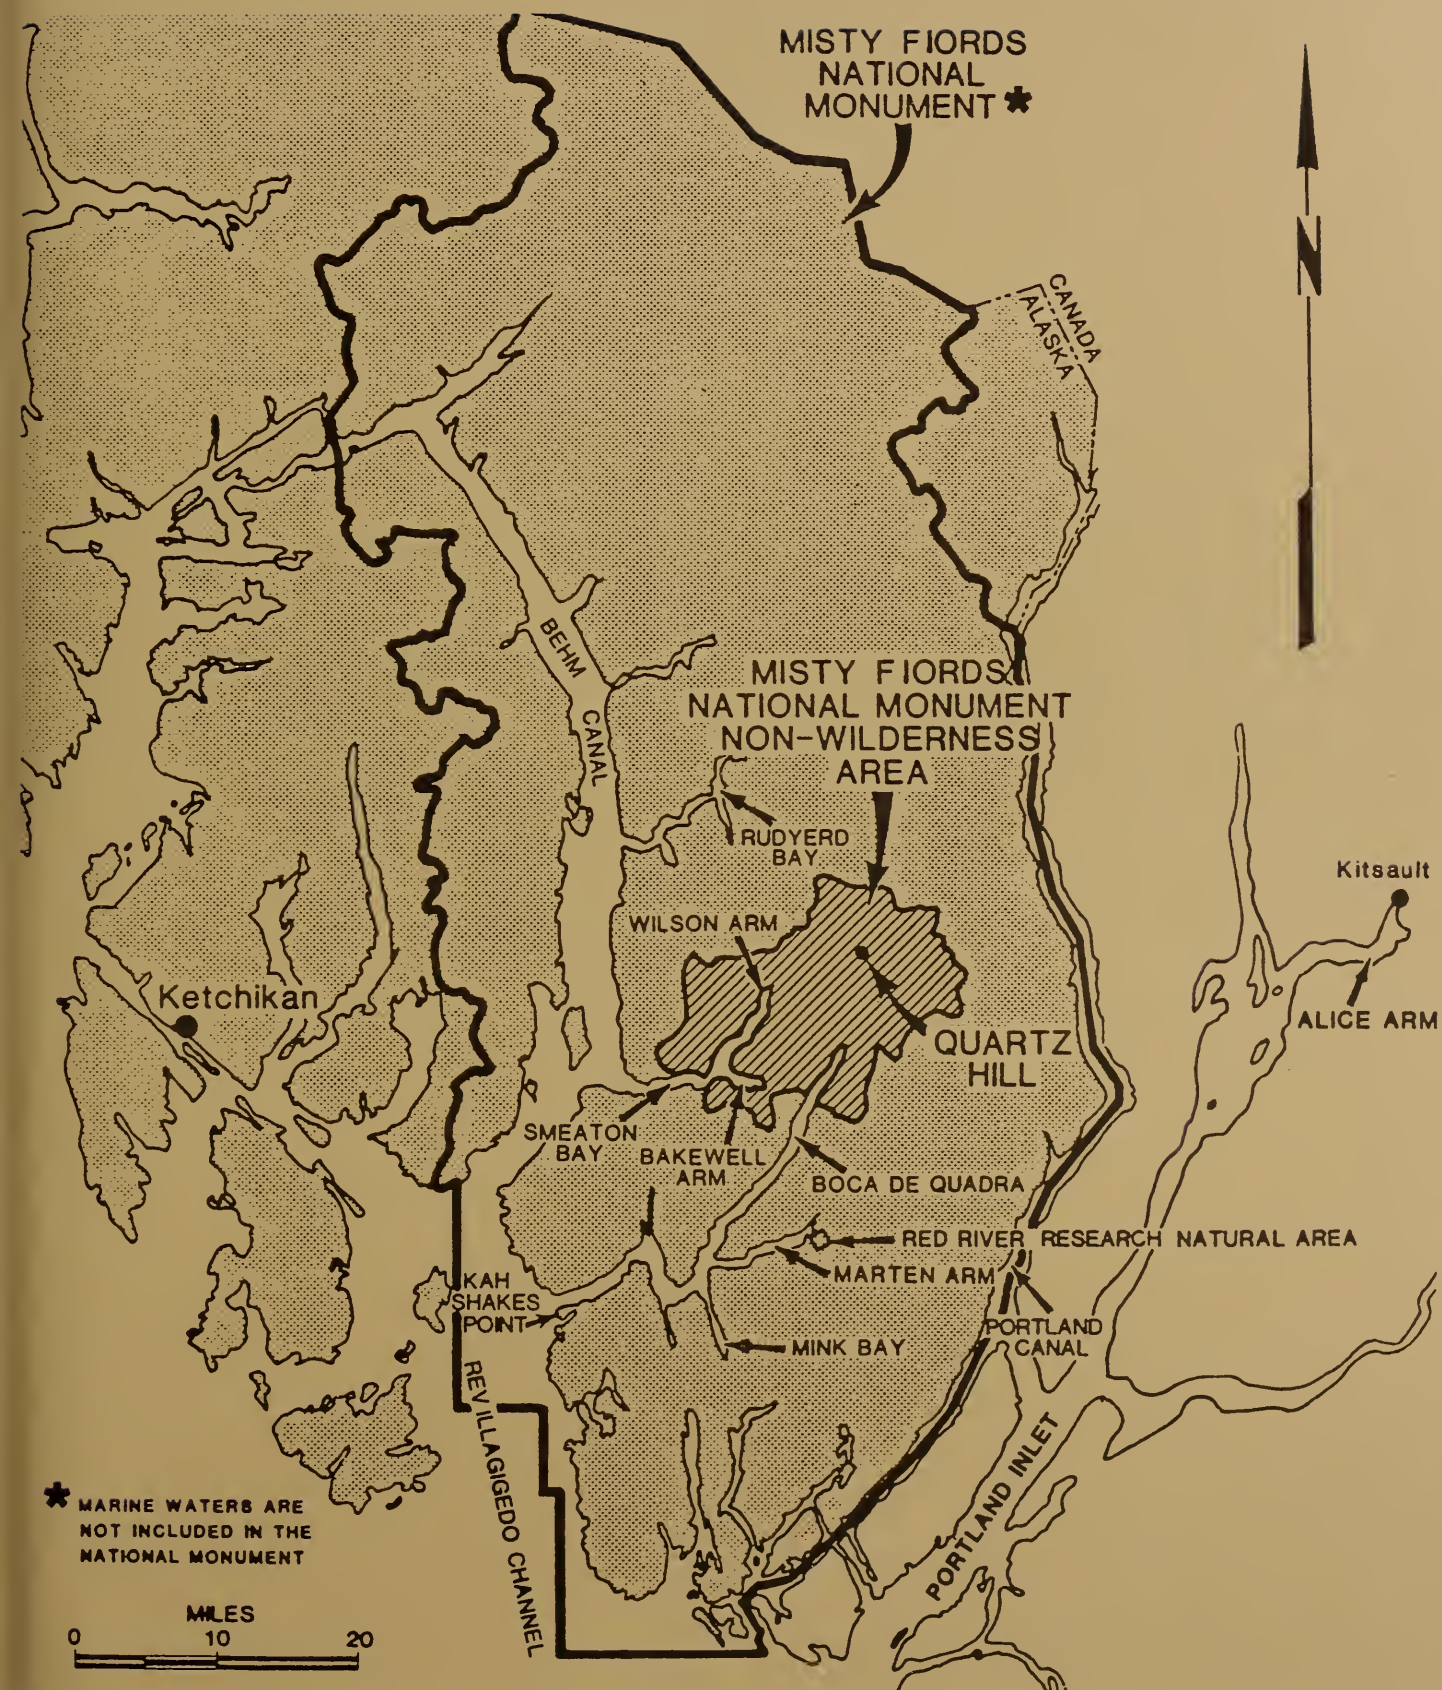 MISTY FIORDS
NATIONAL
MONUMENT *
N
CANADA
ALASKA
BEHM
CANAL
MISTY FIORDS
NATIONAL MONUMENT
NON-WILDERNESS
AREA
RUDYERD
BAY
Kitsault
WILSON ARM
Ketchikan
ALICE ARM
QUARTZ
HILL
SMEATON
BAY
BAKEWELL
ARM
BOCA DE QUADRA
RED RIVER RESEARCH NATURAL AREA
MARTEN ARM
KAH
SHAKES
POINT
PORTLAND
CANAL
MINK BAY
REVILLAGIGEDO CHANNEL
PORTLAND INLET
* MARINE WATERS ARE
NOT INCLUDED IN THE
NATIONAL MONUMENT
MILES
0 10 20